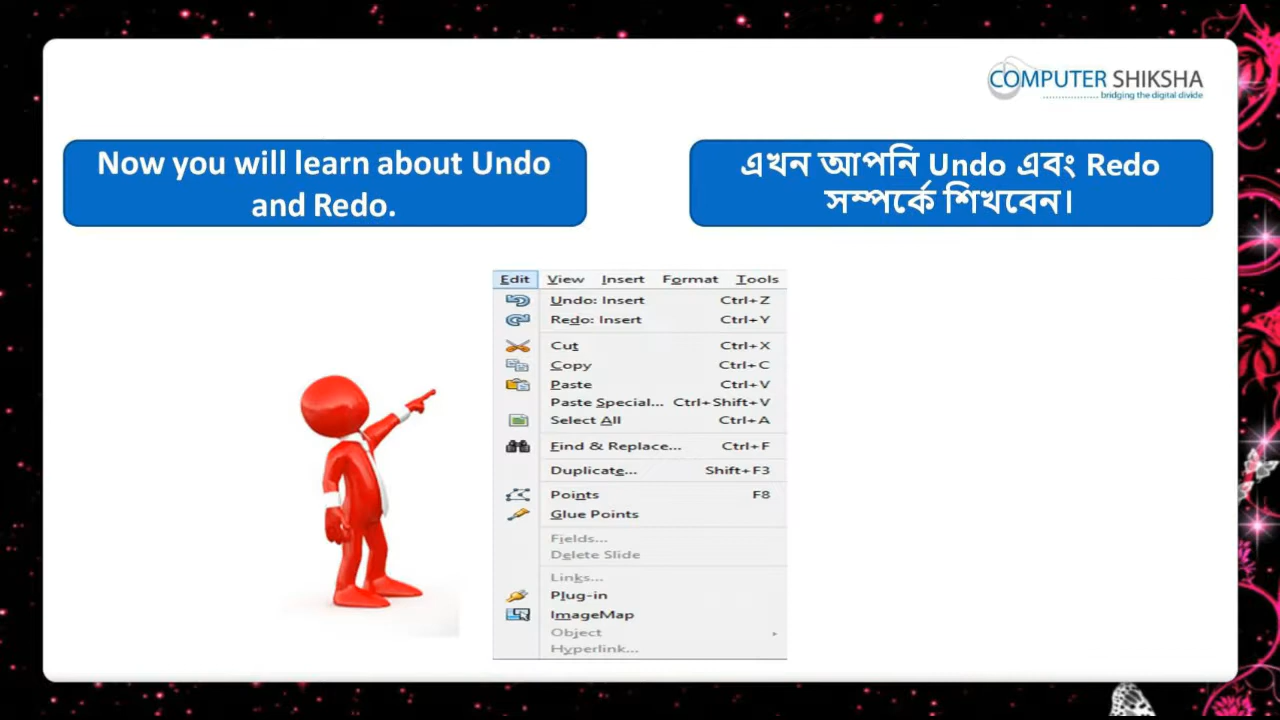 COMPUTER SHIKSHA
bridging the digital divide
Now you will learn about Undo
and Redo.
এখন আপনি Undo এবং Redo
সম্পর্কে শিখবেন।
Edit View Insert Format Tools
Undo: Insert Ctrl+Z
Redo: Insert Ctrl+Y
Cut Ctrl+X
Copy Ctrl+C
Paste Ctrl+V
Paste Special... Ctrl+Shift+V
Select All Ctrl+A
Find & Replace... Ctrl+F
Duplicate... Shift+F3
Points F8
Glue Points
Fields...
Delete Slide
Links...
Plug-in
ImageMap
Object
Hyperlink...